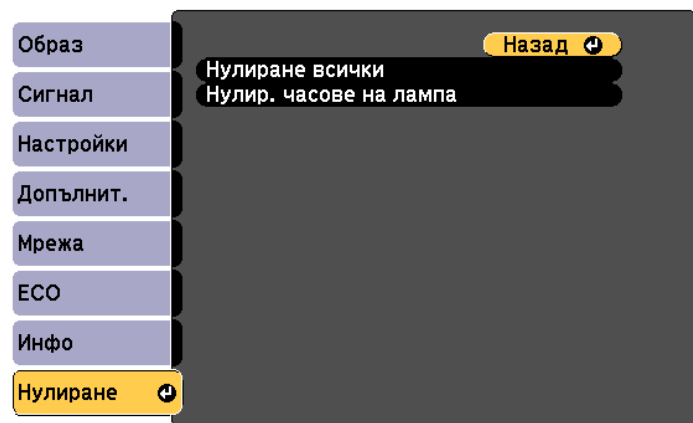 Образ
Сигнал
Настройки
Допълнит.
Мрежа
ECO
Инфо
Нулиране
Назад
Нулиране всички
Нулир. часове на лампа